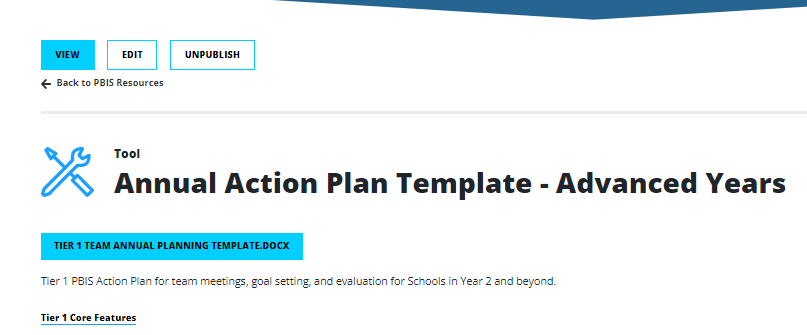 VIEW EDIT UNPUBLISH
Back to PBIS Resources
Tool
Annual Action Plan Template - Advanced Years
TIER 1 TEAM ANNUAL PLANNING TEMPLATE.DOCX
Tier 1 PBIS Action Plan for team meetings, goal setting, and evaluation for Schools in Year 2 and beyond.
Tier 1 Core Features